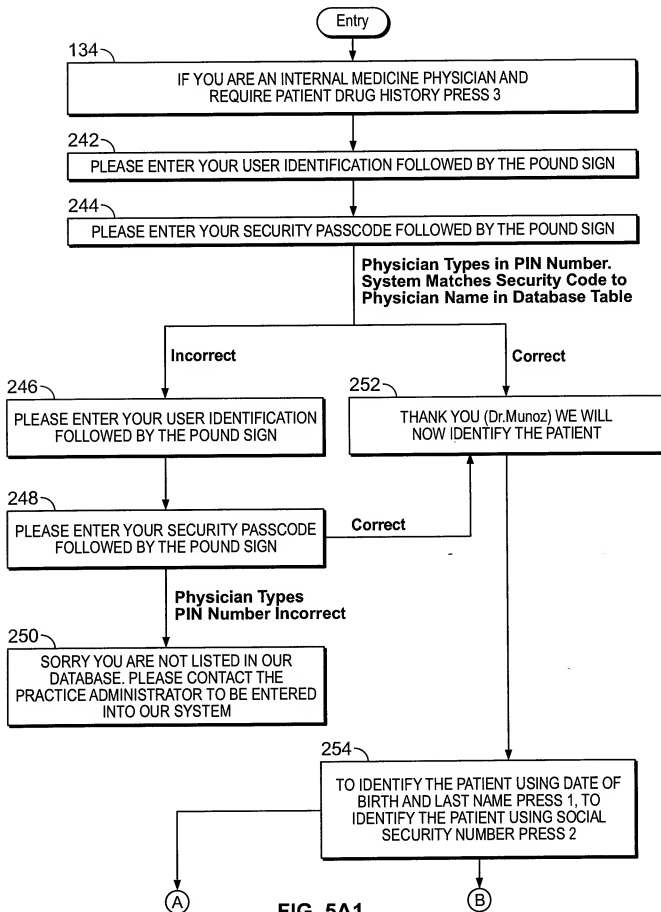 Entry
134
IF YOU ARE AN INTERNAL MEDICINE PHYSICIAN AND
REQUIRE PATIENT DRUG HISTORY PRESS 3
242
PLEASE ENTER YOUR USER IDENTIFICATION FOLLOWED BY THE POUND SIGN
244
PLEASE ENTER YOUR SECURITY PASSCODE FOLLOWED BY THE POUND SIGN
Physician Types in PIN Number.
System Matches Security Code to
Physician Name in Database Table
Incorrect
Correct
246
PLEASE ENTER YOUR USER IDENTIFICATION
FOLLOWED BY THE POUND SIGN
252
THANK YOU (Dr.Munoz) WE WILL
NOW IDENTIFY THE PATIENT
248
PLEASE ENTER YOUR SECURITY PASSCODE
FOLLOWED BY THE POUND SIGN
Correct
Physician Types
PIN Number Incorrect
250
SORRY YOU ARE NOT LISTED IN OUR
DATABASE. PLEASE CONTACT THE
PRACTICE ADMINISTRATOR TO BE ENTERED
INTO OUR SYSTEM
254
TO IDENTIFY THE PATIENT USING DATE OF
BIRTH AND LAST NAME PRESS 1, TO
IDENTIFY THE PATIENT USING SOCIAL
SECURITY NUMBER PRESS 2
A
B
FIG. 5A1